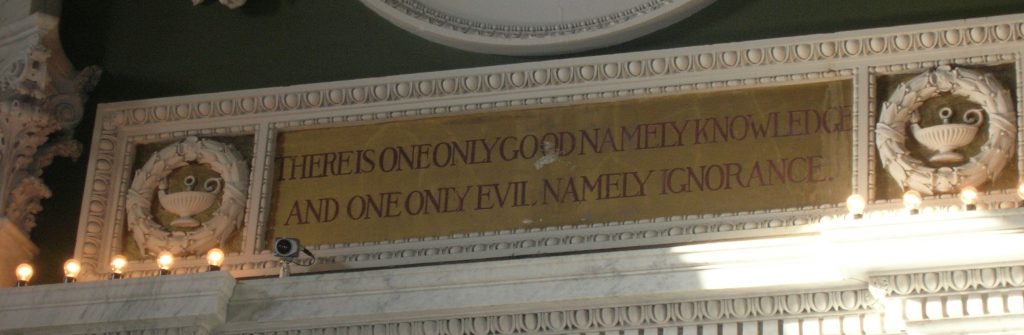 THERE IS ONE ONLY GOOD NAMELY KNOWLEDGE
AND ONE ONLY EVIL NAMELY IGNORANCE.